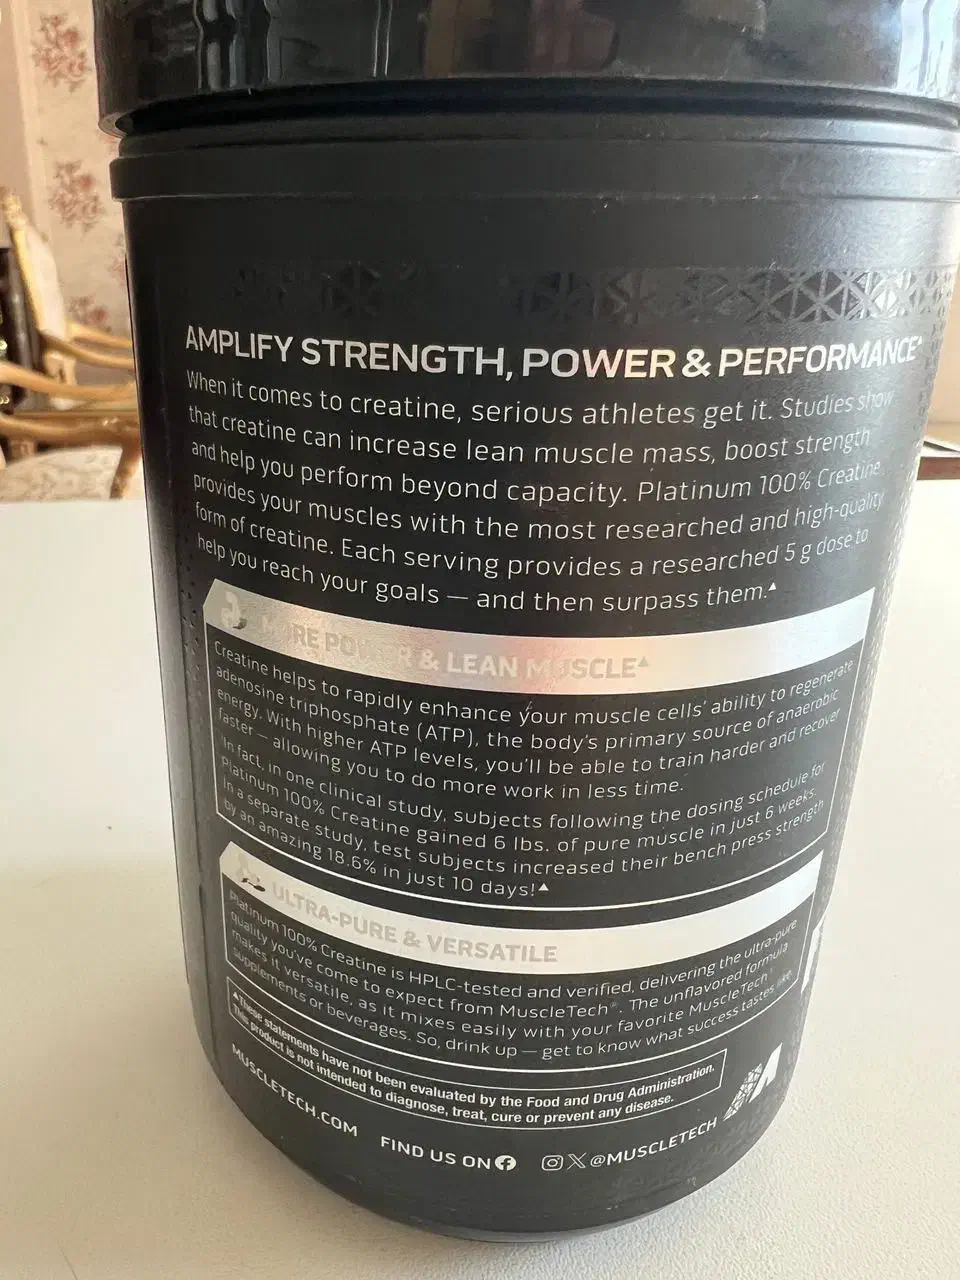 AMPLIFY STRENGTH, POWER & PERFORMANCE▲
When it comes to creatine, serious athletes get it. Studies show
that creatine can increase lean muscle mass, boost strength
and help you perform beyond capacity. Platinum 100% Creatine
provides your muscles with the most researched and high-quality
form of creatine. Each serving provides a researched 5 g dose to
help you reach your goals — and then surpass them.▲
MORE POWER & LEAN MUSCLE▲
Creatine helps to rapidly enhance your muscle cells' ability to regenerate
adenosine triphosphate (ATP), the body's primary source of anaerobic
energy. With higher ATP levels, you'll be able to train harder and recover
faster — allowing you to do more work in less time.
In fact, in one clinical study, subjects following the dosing schedule for
Platinum 100% Creatine gained 6 lbs. of pure muscle in just 6 weeks.
In a separate study, test subjects increased their bench press strength
by an amazing 18.6% in just 10 days!▲
ULTRA-PURE & VERSATILE
Platinum 100% Creatine is HPLC-tested and verified, delivering the ultra-pure
quality you've come to expect from MuscleTech®. The unflavored formula
makes it versatile, as it mixes easily with your favorite MuscleTech®
supplements or beverages. So, drink up — get to know what success tastes like.
▲These statements have not been evaluated by the Food and Drug Administration.
This product is not intended to diagnose, treat, cure or prevent any disease.
MUSCLETECH.COM FIND US ON @MUSCLETECH